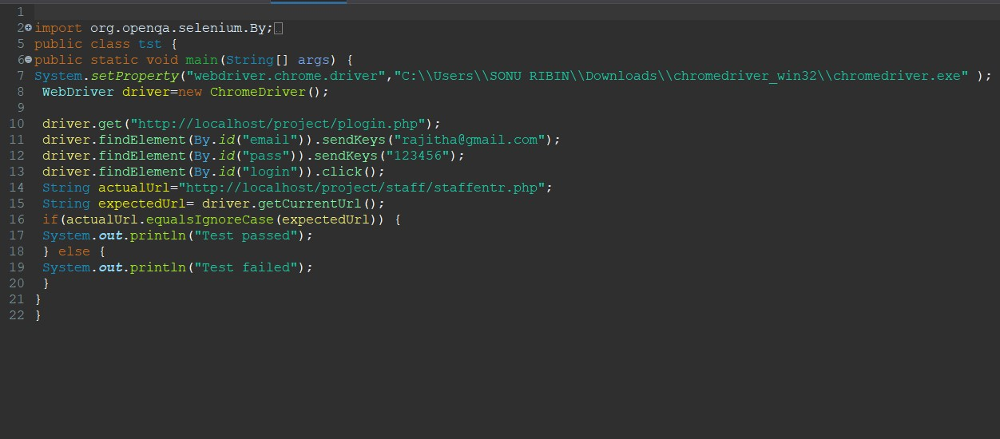 1
2 import org.openqa.selenium.By;
5 public class tst {
6 public static void main(String[] args) {
7 System.setProperty("webdriver.chrome.driver","C:\\Users\\SONU RIBIN\\Downloads\\chromedriver_win32\\chromedriver.exe" );
8 WebDriver driver=new ChromeDriver();
9
10 driver.get("http://localhost/project/plogin.php");
11 driver.findElement(By.id("email")).sendKeys("rajitha@gmail.com");
12 driver.findElement(By.id("pass")).sendKeys("123456");
13 driver.findElement(By.id("login")).click();
14 String actualUrl="http://localhost/project/staff/staffentr.php";
15 String expectedUrl= driver.getCurrentUrl();
16 if(actualUrl.equalsIgnoreCase(expectedUrl)) {
17 System.out.println("Test passed");
18 } else {
19 System.out.println("Test failed");
20 }
21 }
22 }